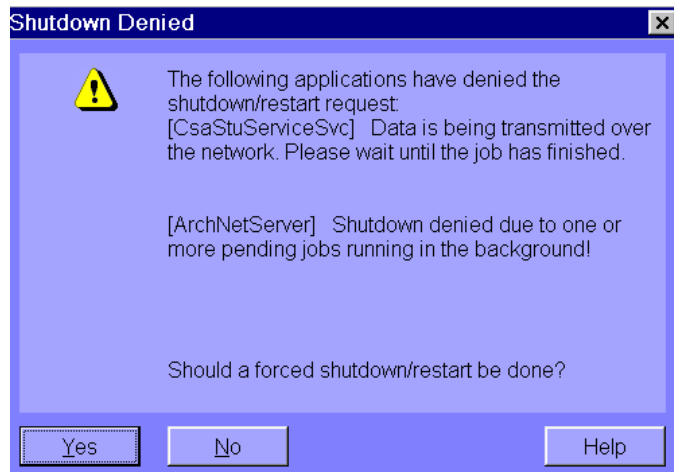 Shutdown Denied
The following applications have denied the
shutdown/restart request:
[CsaStuServiceSvc] Data is being transmitted over
the network. Please wait until the job has finished.
[ArchNetServer] Shutdown denied due to one or
more pending jobs running in the background!
Should a forced shutdown/restart be done?
Yes No Help